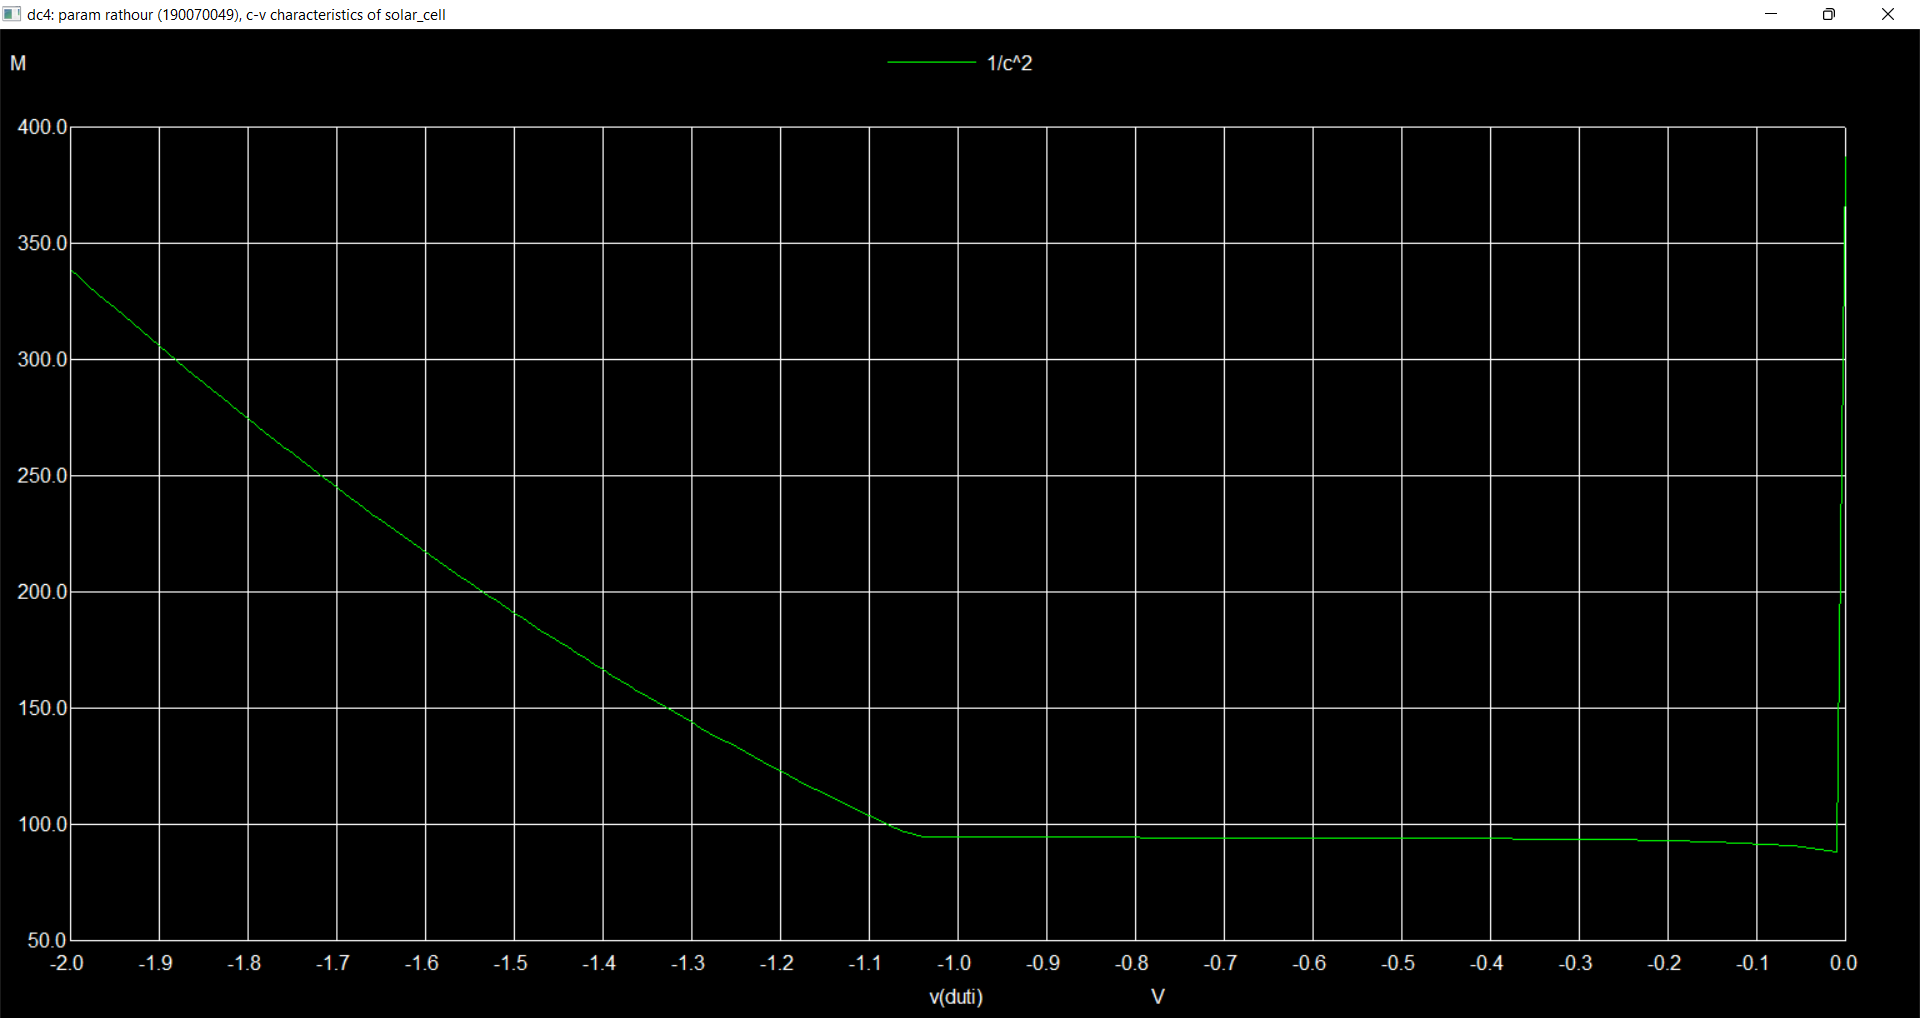 dc4: param rathour (190070049), c-v characteristics of solar_cell
M
1/c^2
400.0
350.0
300.0
250.0
200.0
150.0
100.0
50.0
-2.0 -1.9 -1.8 -1.7 -1.6 -1.5 -1.4 -1.3 -1.2 -1.1 -1.0 -0.9 -0.8 -0.7 -0.6 -0.5 -0.4 -0.3 -0.2 -0.1 0.0
v(duti) V